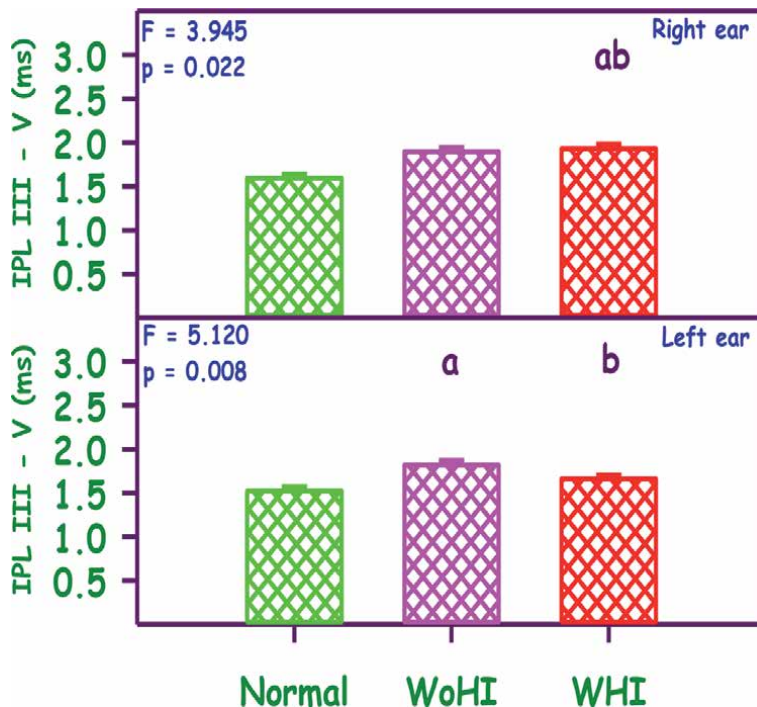 F = 3.945
p = 0.022
Right ear
ab
IPL III - V (ms)
3.0
2.5
2.0
1.5
1.0
0.5
F = 5.120
p = 0.008
Left ear
a
b
IPL III - V (ms)
3.0
2.5
2.0
1.5
1.0
0.5
Normal WoHI WHI